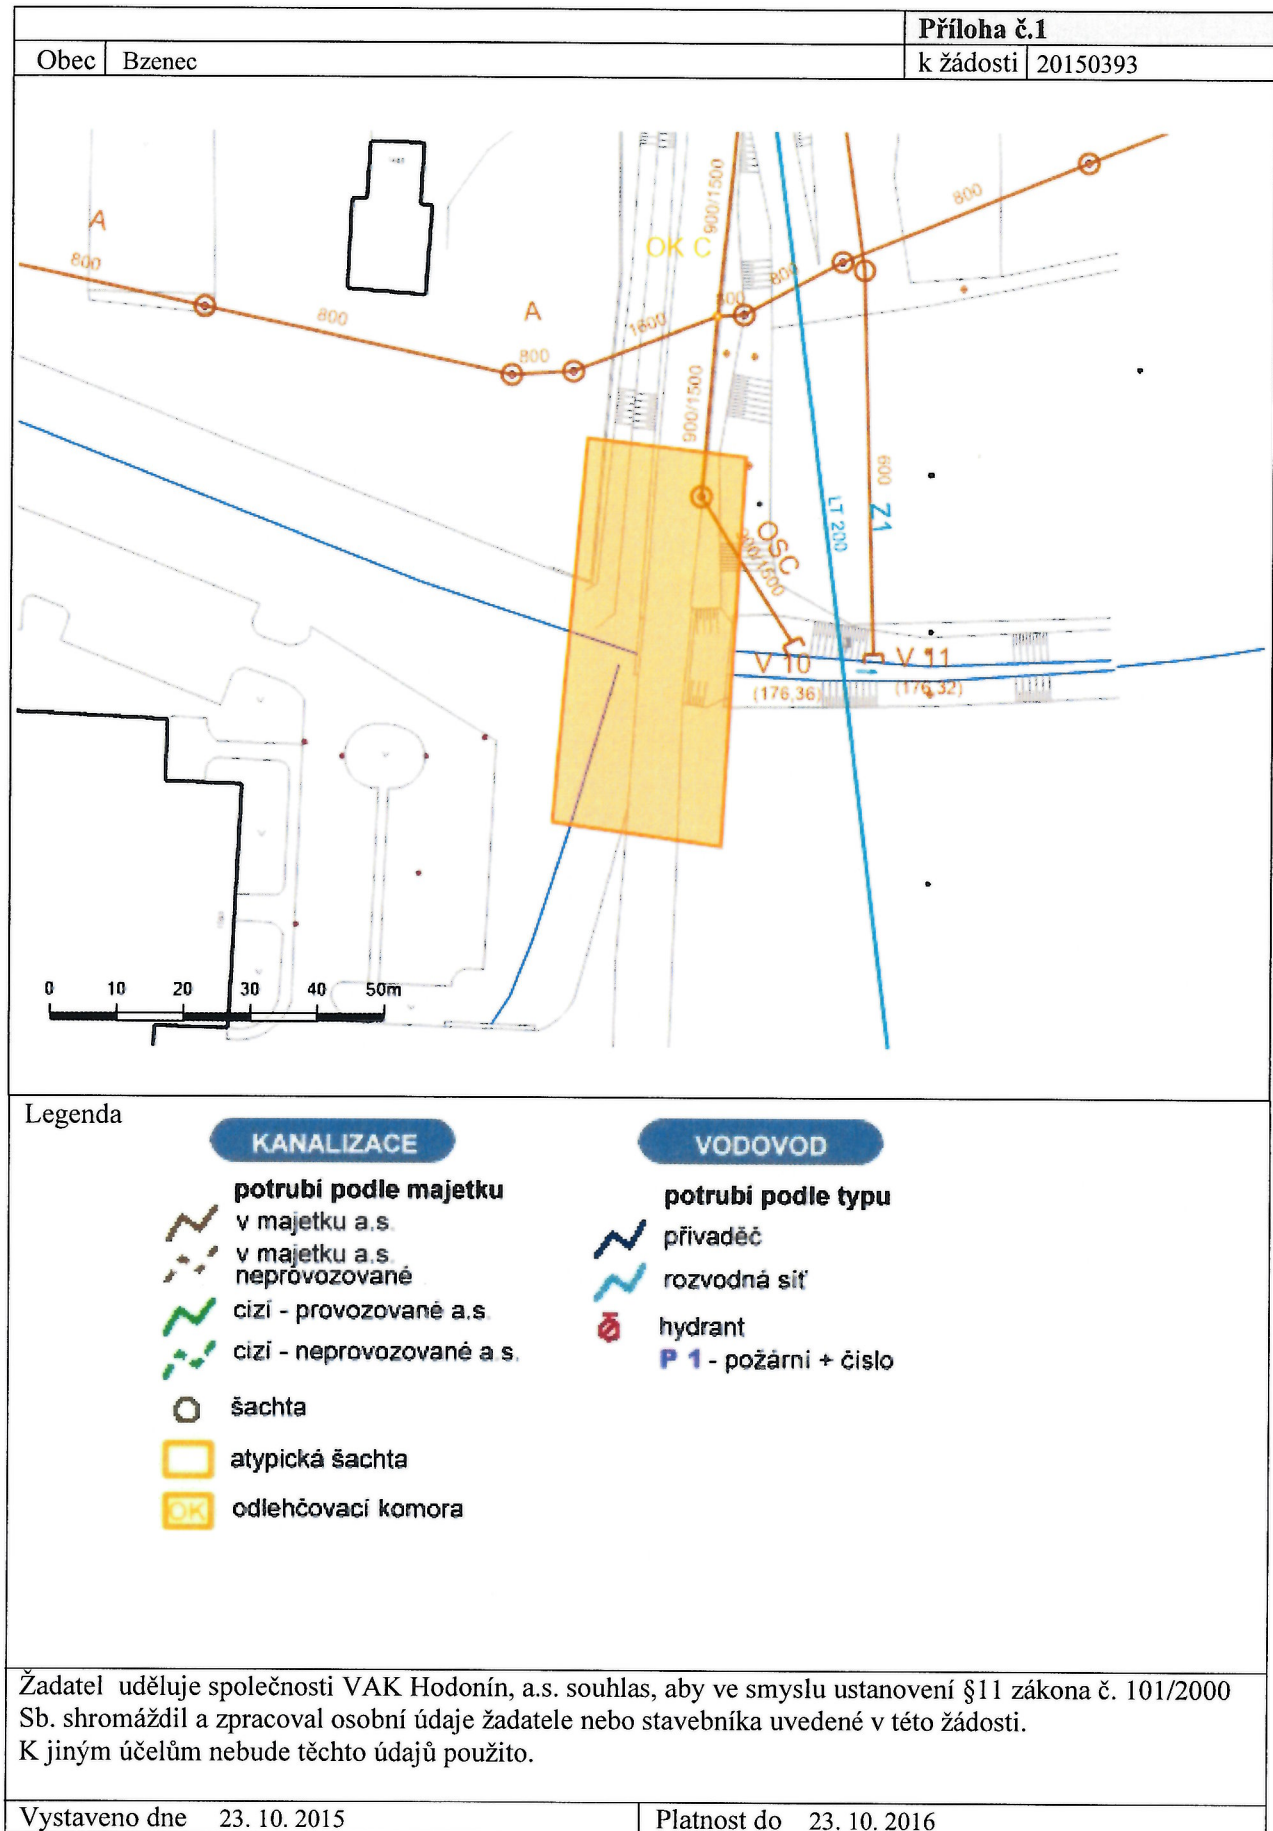 Příloha č.1
Obec Bzenec k žádosti 20150393
900/1500
800
A
OK C
800
800
800
800
A
1600
800
900/1500
600
LT 200
Z1
OSC
900/1500
V 10
V 11
(176,36)
(176,32)
0 10 20 30 40 50m
Legenda
KANALIZACE
potrubí podle majetku
v majetku a.s.
v majetku a.s.
neprovozované
cizí - provozované a.s.
cizí - neprovozované a.s.
šachta
atypická šachta
OK odlehčovací komora
VODOVOD
potrubí podle typu
přivaděč
rozvodná síť
hydrant
P 1 - požární + číslo
Žadatel uděluje společnosti VAK Hodonín, a.s. souhlas, aby ve smyslu ustanovení §11 zákona č. 101/2000
Sb. shromáždil a zpracoval osobní údaje žadatele nebo stavebníka uvedené v této žádosti.
K jiným účelům nebude těchto údajů použito.
Vystaveno dne 23. 10. 2015 Platnost do 23. 10. 2016